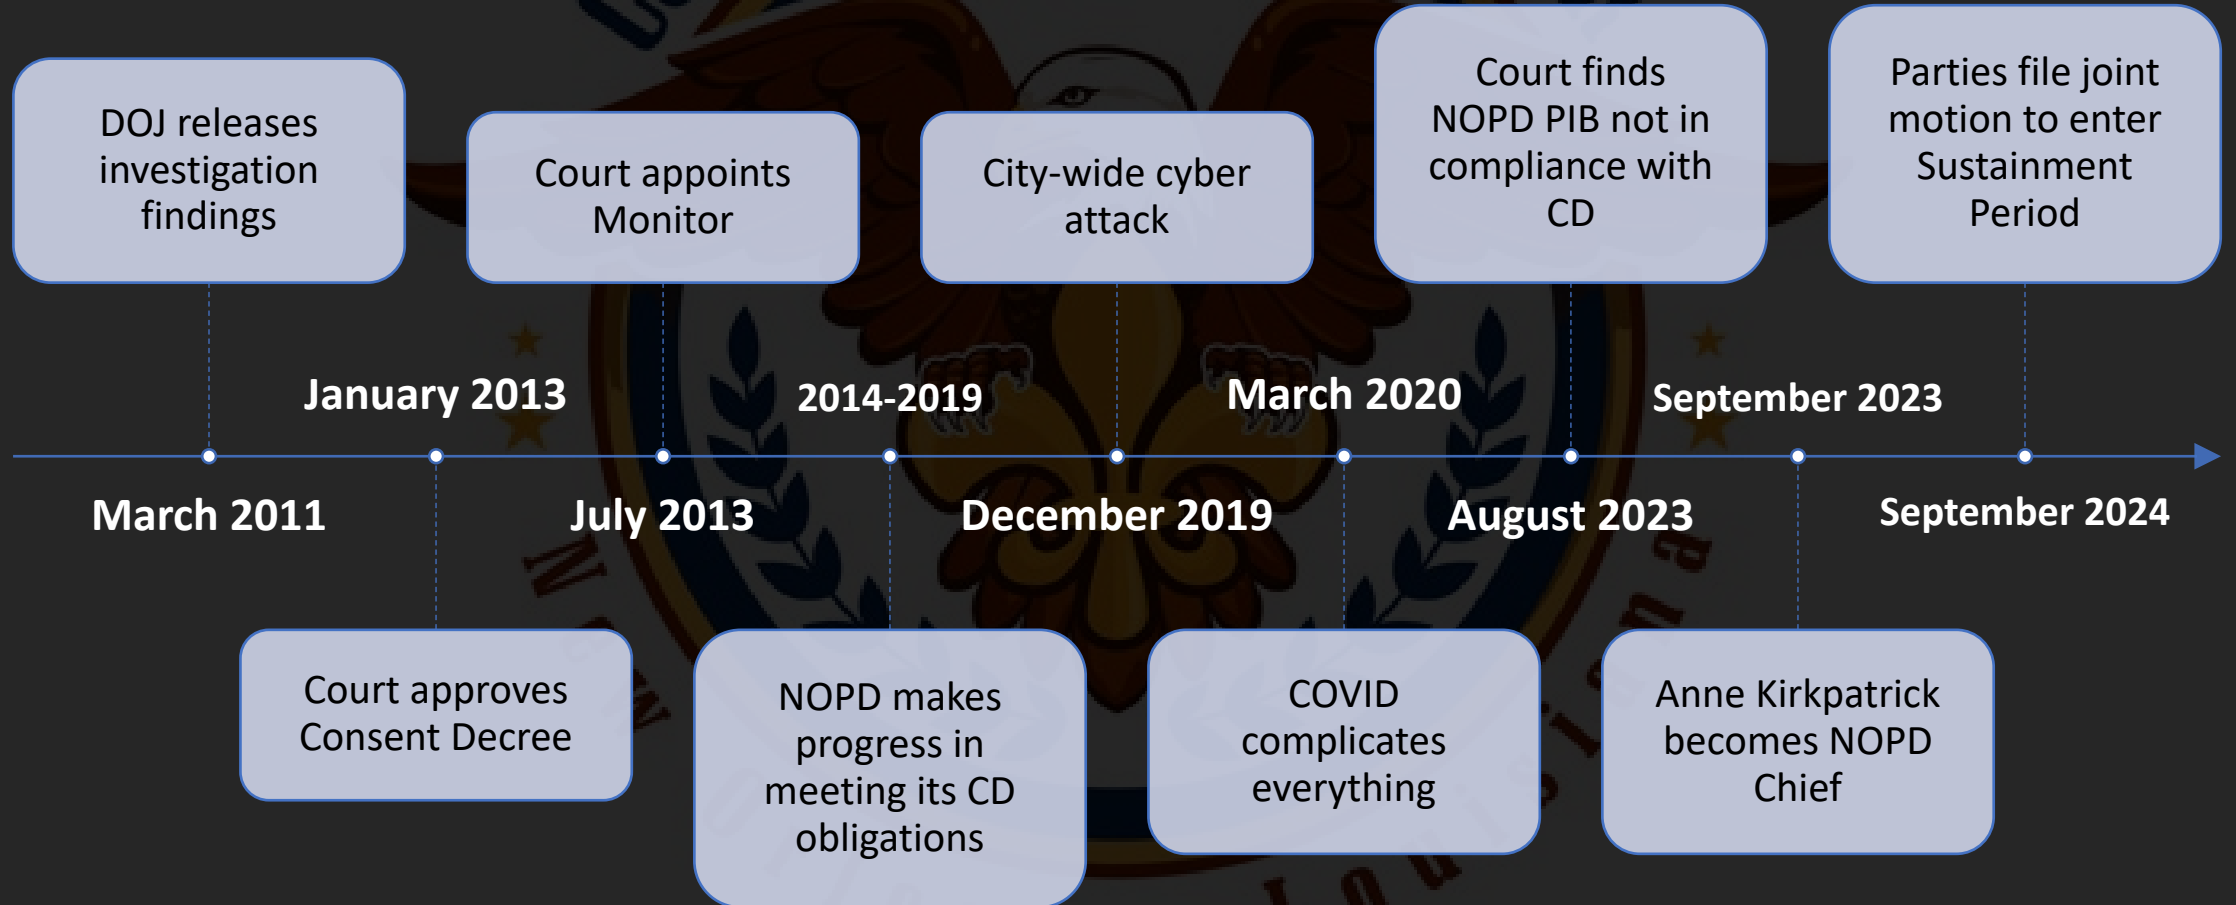 DOJ releases
investigation
findings
Court appoints
Monitor
City-wide cyber
attack
Court finds
NOPD PIB not in
compliance with
CD
Parties file joint
motion to enter
Sustainment
Period
January 2013
2014-2019
March 2020
September 2023
March 2011
July 2013
December 2019
August 2023
September 2024
Court approves
Consent Decree
NOPD makes
progress in
meeting its CD
obligations
COVID
complicates
everything
Anne Kirkpatrick
becomes NOPD
Chief